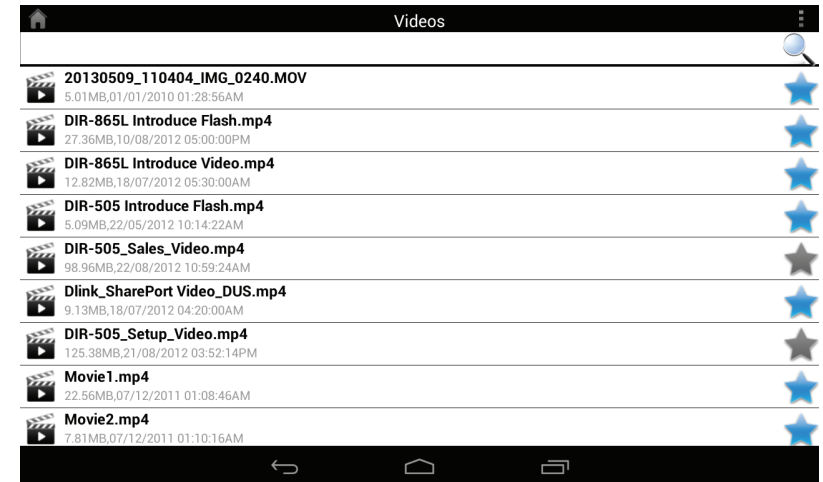 Videos
20130509_110404_IMG_0240.MOV
5.01MB,01/01/2010 01:28:56AM
DIR-865L Introduce Flash.mp4
27.36MB,10/08/2012 05:00:00PM
DIR-865L Introduce Video.mp4
12.82MB,18/07/2012 05:30:00AM
DIR-505 Introduce Flash.mp4
5.09MB,22/05/2012 10:14:22AM
DIR-505_Sales_Video.mp4
98.96MB,22/08/2012 10:59:24AM
Dlink_SharePort Video_DUS.mp4
9.13MB,18/07/2012 04:20:00AM
DIR-505_Setup_Video.mp4
125.38MB,21/08/2012 03:52:14PM
Movie1.mp4
22.56MB,07/12/2011 01:08:46AM
Movie2.mp4
7.81MB,07/12/2011 01:10:16AM